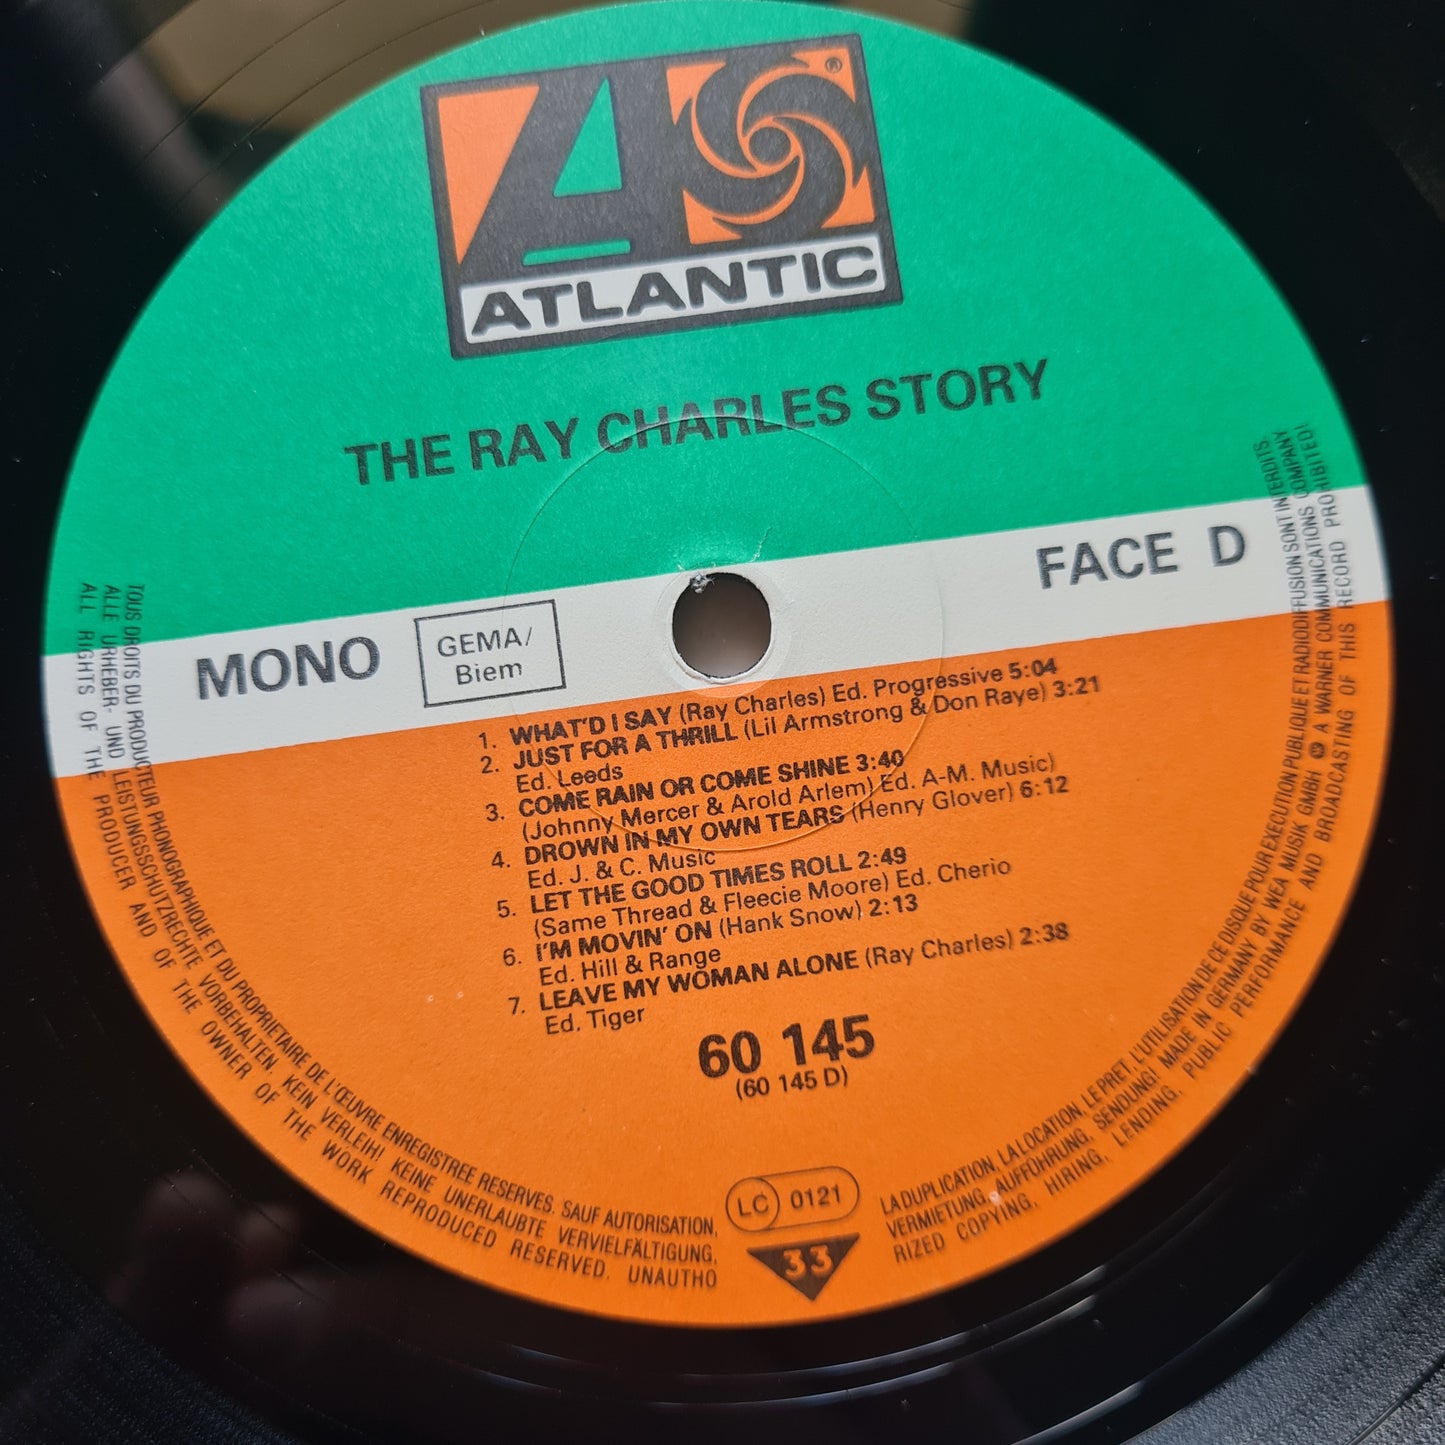 ATLANTIC
®
THE RAY CHARLES STORY
MONO
GEMA/
Biem
FACE D
1. WHAT'D I SAY (Ray Charles) Ed. Progressive 5:04
2. JUST FOR A THRILL (Lil Armstrong & Don Raye) 3:21
Ed. Leeds
3. COME RAIN OR COME SHINE 3:40
(Johnny Mercer & Arold Arlem) Ed. A-M. Music)
4. DROWN IN MY OWN TEARS (Henry Glover) 6:12
Ed. J. & C. Music
5. LET THE GOOD TIMES ROLL 2:49
(Same Thread & Fleecie Moore) Ed. Cherio
6. I'M MOVIN' ON (Hank Snow) 2:13
Ed. Hill & Range
7. LEAVE MY WOMAN ALONE (Ray Charles) 2:38
Ed. Tiger
60 145
(60 145 D)
LC 0121
33
TOUS DROITS DU PRODUCTEUR PHONOGRAPHIQUE ET DU PROPRIETAIRE DE L'ŒUVRE ENREGISTREE RESERVES. SAUF AUTORISATION,
ALLE URHEBER- UND LEISTUNGSSCHUTZRECHTE VORBEHALTEN. KEIN VERLEIH! KEINE UNERLAUBTE VERVIELFÄLTIGUNG,
ALL RIGHTS OF THE PRODUCER AND OF THE OWNER OF THE WORK REPRODUCED RESERVED. UNAUTHO
LA DUPLICATION, LA LOCATION, LE PRET, L'UTILISATION DE CE DISQUE POUR EXECUTION PUBLIQUE ET RADIODIFFUSION SONT INTERDITS.
VERMIETUNG, AUFFÜHRUNG, SENDUNG! MADE IN GERMANY BY WEA MUSIK GMBH © A WARNER COMMUNICATIONS COMPANY
RIZED COPYING, HIRING, LENDING, PUBLIC PERFORMANCE AND BROADCASTING OF THIS RECORD PROHIBITED!